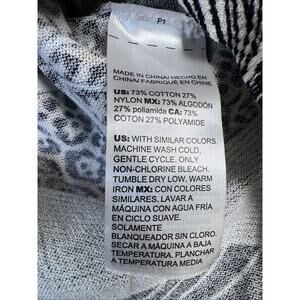 P1
MADE IN CHINA/ HECHO EN
CHINA/ FABRIQUÉ EN CHINE
US: 73% COTTON 27%
NYLON MX: 73% ALGODÓN
27% poliamida CA: 73%
COTON 27% POLYAMIDE
US: WITH SIMILAR COLORS.
MACHINE WASH COLD.
GENTLE CYCLE. ONLY
NON-CHLORINE BLEACH.
TUMBLE DRY LOW. WARM
IRON MX: CON COLORES
SIMILARES. LAVAR A
MÁQUINA CON AGUA FRÍA
EN CICLO SUAVE.
SOLAMENTE
BLANQUEADOR SIN CLORO.
SECAR A MÁQUINA A BAJA
TEMPERATURA. PLANCHAR
A TEMPERATURA MEDIA